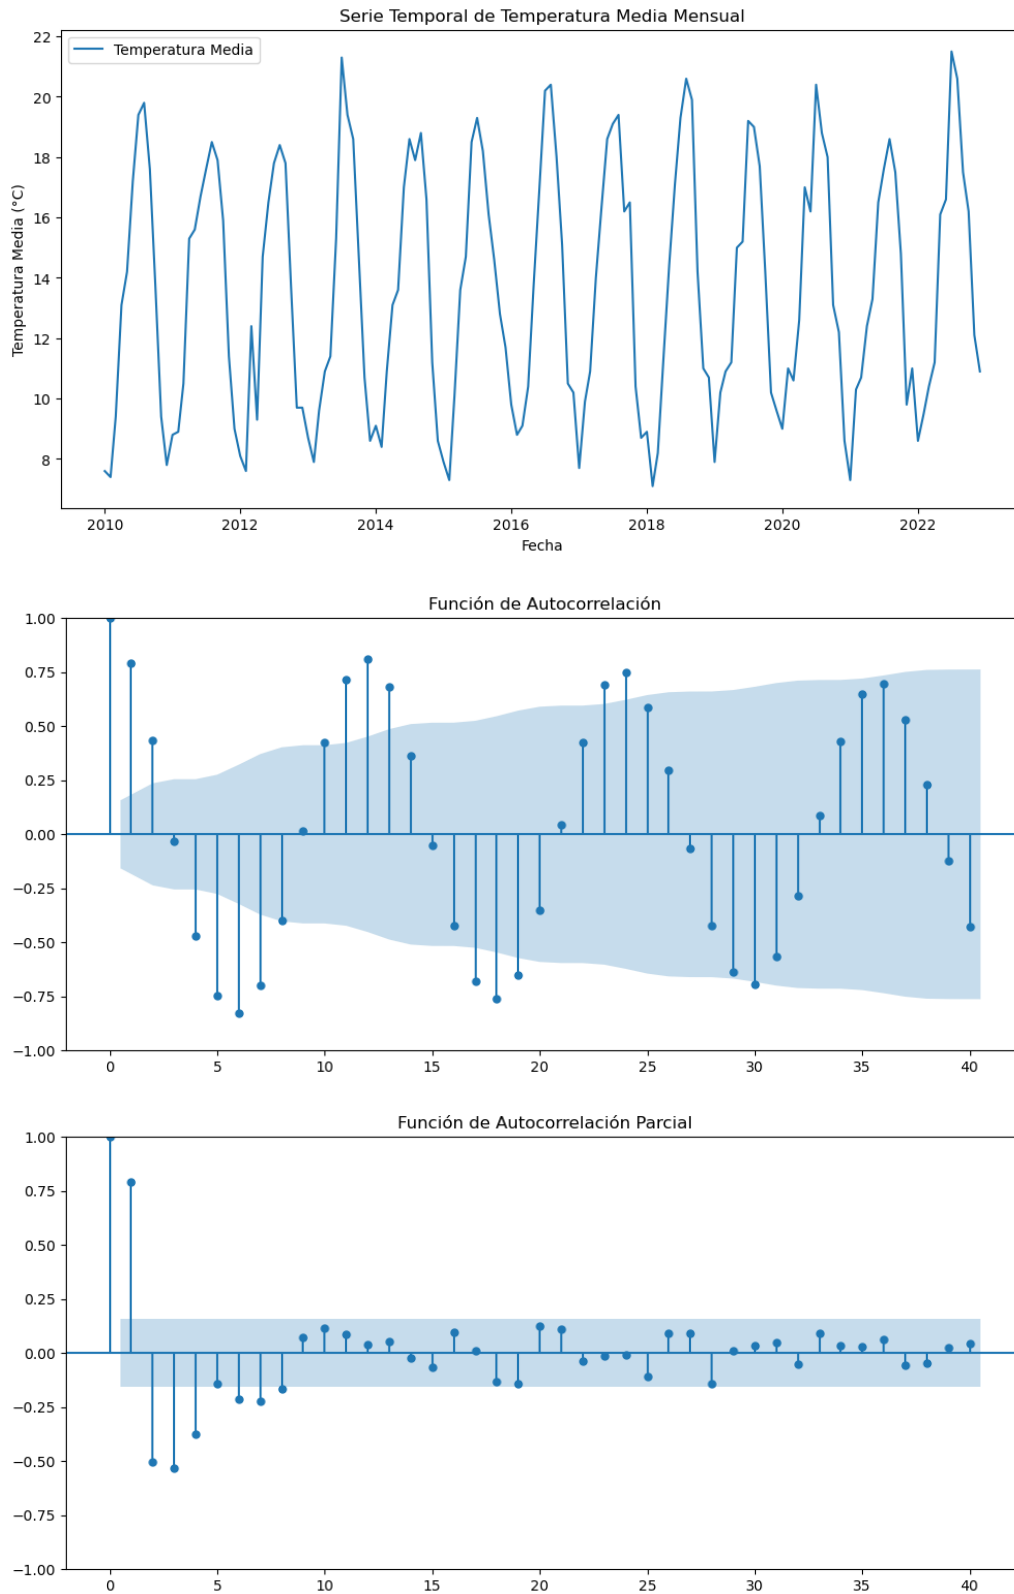 Serie Temporal de Temperatura Media Mensual
Temperatura Media
22
20
18
16
14
12
10
8
Temperatura Media (°C)
2010 2012 2014 2016 2018 2020 2022
Fecha
Función de Autocorrelación
1.00
0.75
0.50
0.25
0.00
−0.25
−0.50
−0.75
−1.00
0 5 10 15 20 25 30 35 40
Función de Autocorrelación Parcial
1.00
0.75
0.50
0.25
0.00
−0.25
−0.50
−0.75
−1.00
0 5 10 15 20 25 30 35 40